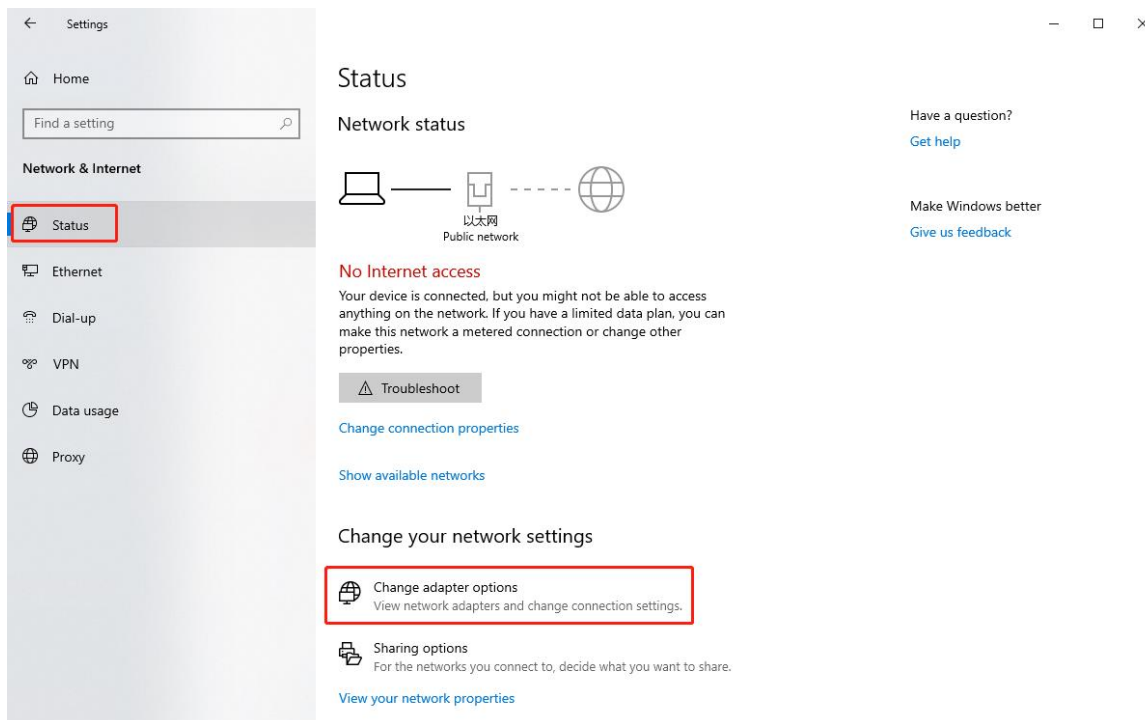 Settings
Home
Find a setting
Network & Internet
Status
Ethernet
Dial-up
VPN
Data usage
Proxy
Status
Network status
以太网
Public network
No Internet access
Your device is connected, but you might not be able to access
anything on the network. If you have a limited data plan, you can
make this network a metered connection or change other
properties.
Troubleshoot
Change connection properties
Show available networks
Change your network settings
Change adapter options
View network adapters and change connection settings.
Sharing options
For the networks you connect to, decide what you want to share.
View your network properties
Have a question?
Get help
Make Windows better
Give us feedback